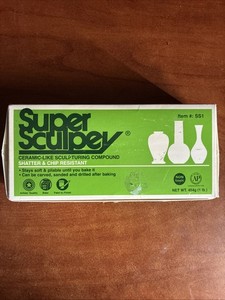 Item #: SS1
Super
Sculpey®
CERAMIC-LIKE SCULPTURING COMPOUND
SHATTER & CHIP RESISTANT
• Stays soft & pliable until you bake it
• Can be carved, sanded and drilled after baking
NET WT. 454g (1 lb.)